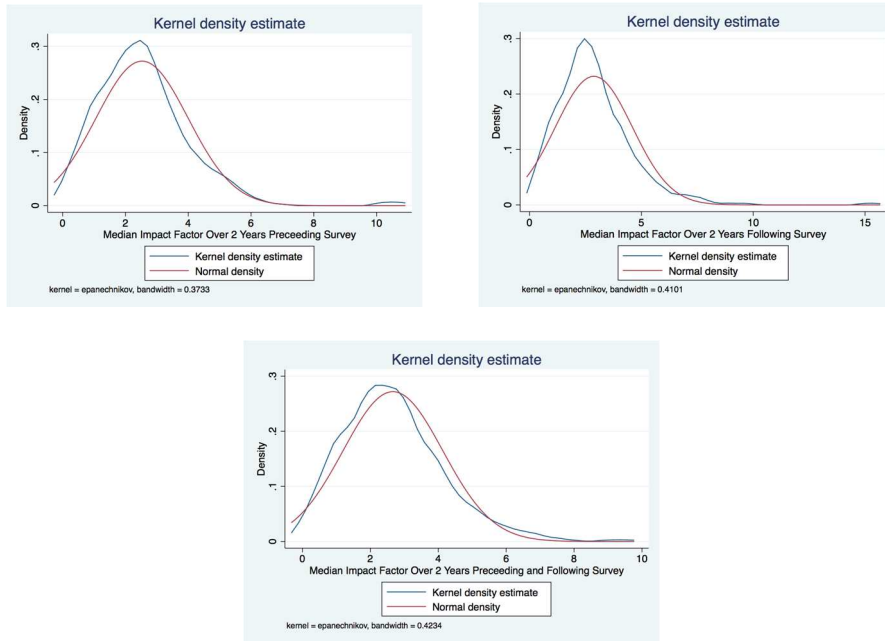 Kernel density estimate
.3
.2
.1
0
Density
0 2 4 6 8 10
Median Impact Factor Over 2 Years Preceeding Survey
Kernel density estimate
Normal density
kernel = epanechnikov, bandwidth = 0.3733
Kernel density estimate
.3
.2
.1
0
Density
0 5 10 15
Median Impact Factor Over 2 Years Following Survey
Kernel density estimate
Normal density
kernel = epanechnikov, bandwidth = 0.4101
Kernel density estimate
.3
.2
.1
0
Density
0 2 4 6 8 10
Median Impact Factor Over 2 Years Preceeding and Following Survey
Kernel density estimate
Normal density
kernel = epanechnikov, bandwidth = 0.4234